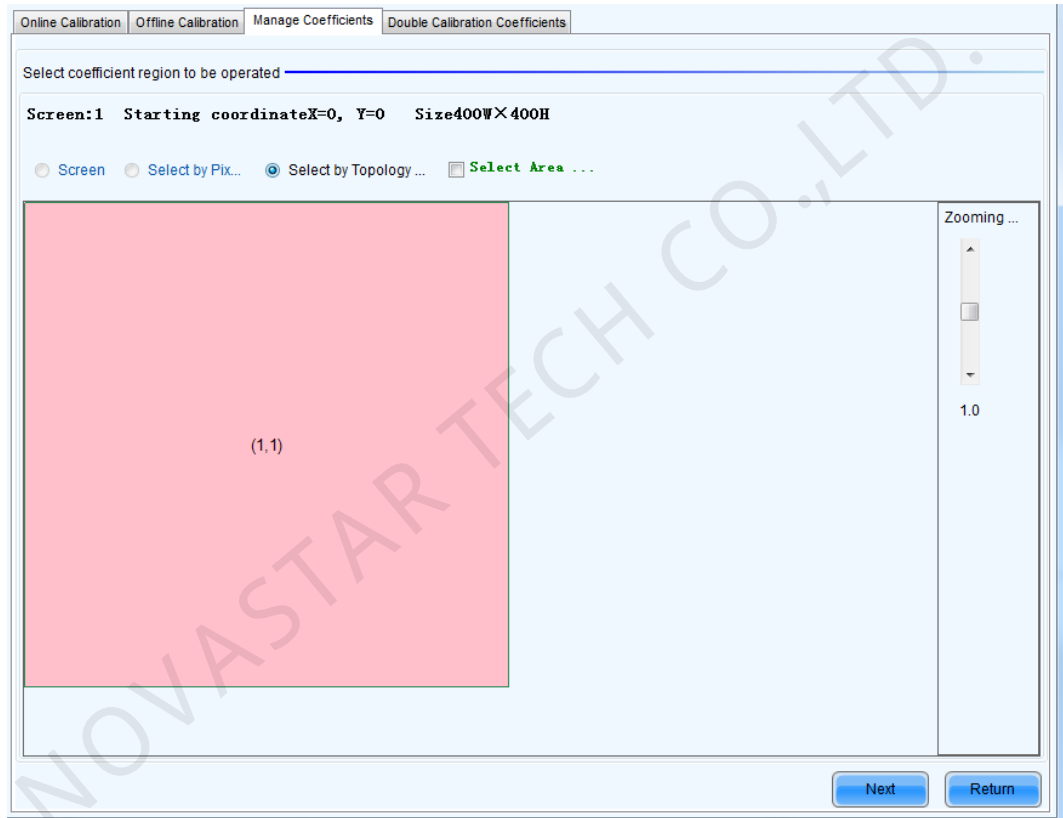 Online Calibration Offline Calibration Manage Coefficients Double Calibration Coefficients
Select coefficient region to be operated
Screen:1 Starting coordinateX=0, Y=0 Size400W×400H
Screen Select by Pix... Select by Topology ... Select Area ...
Zooming ...
1.0
(1,1)
Next Return
NOVASTAR TECH CO.,LTD.